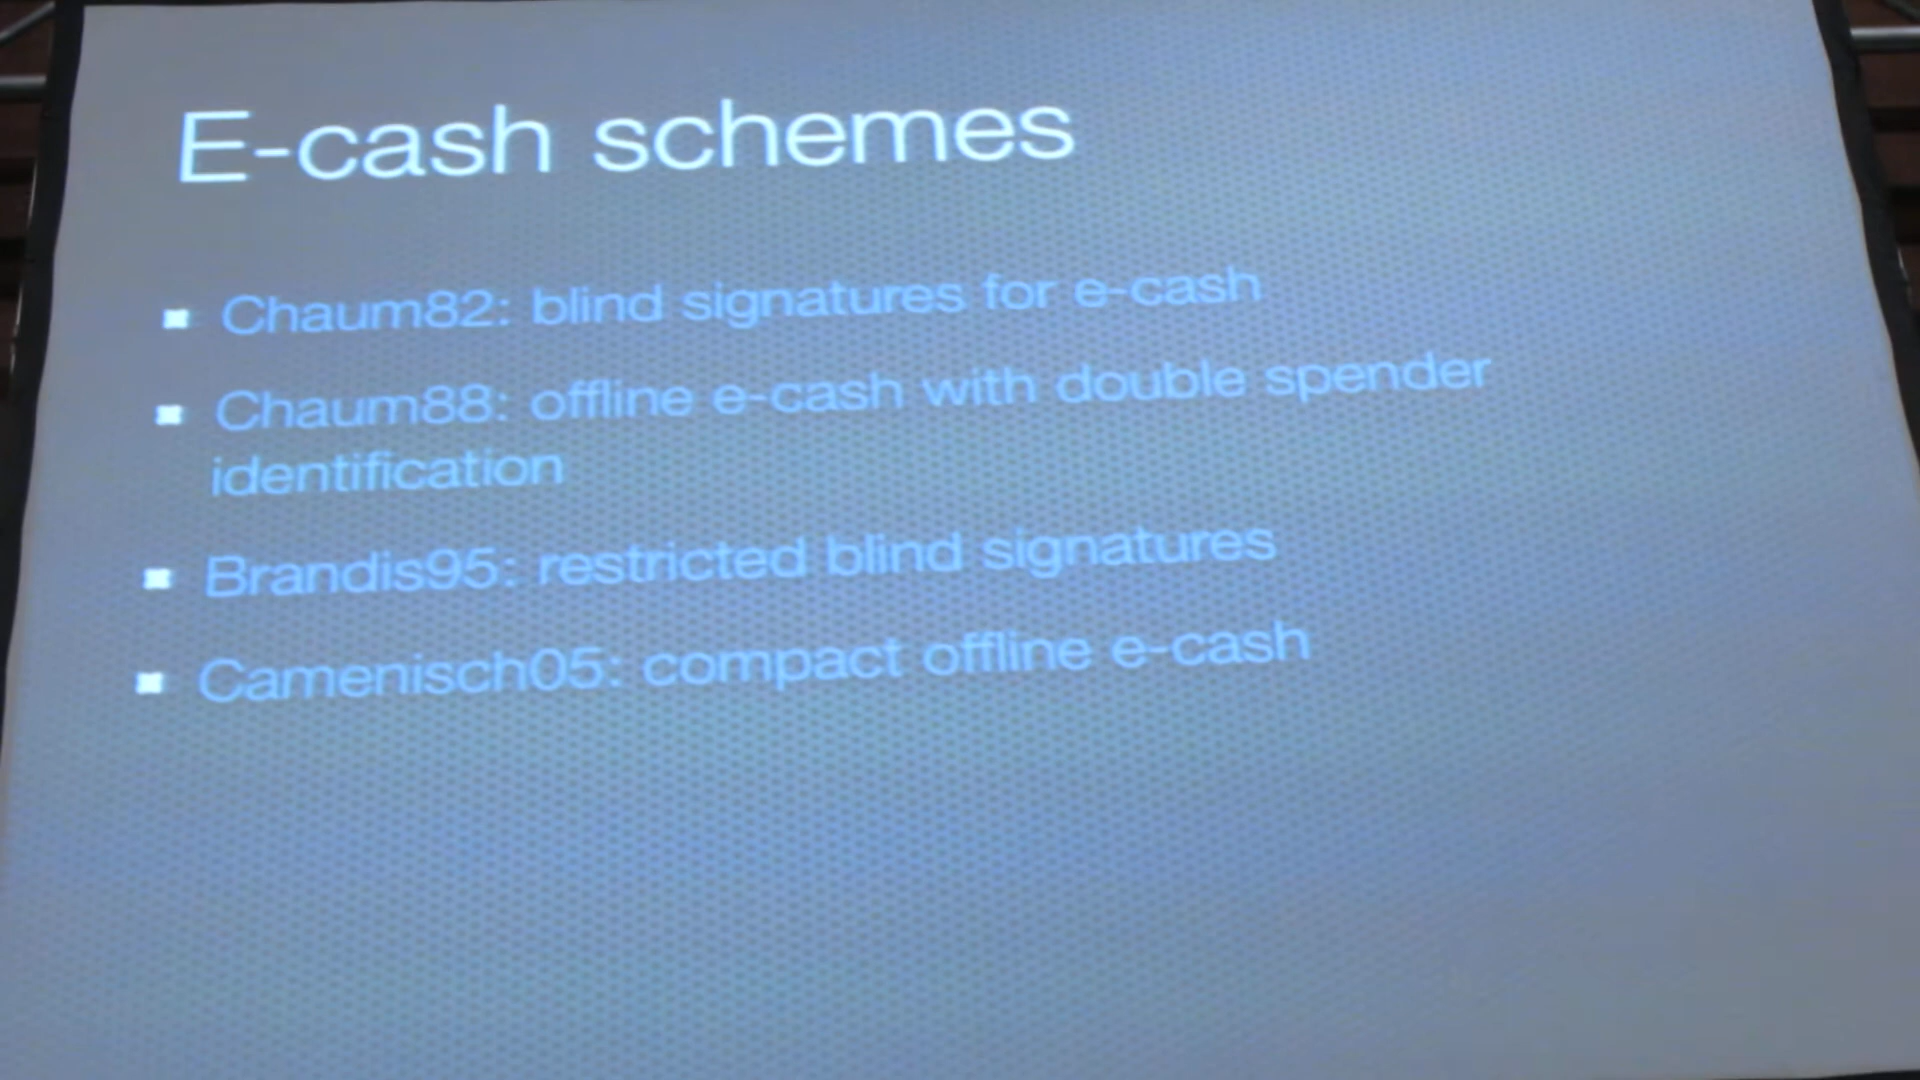 E-cash schemes
Chaum82: blind signatures for e-cash
Chaum88: offline e-cash with double spender
identification
Brandis95: restricted blind signatures
Camenisch05: compact offline e-cash